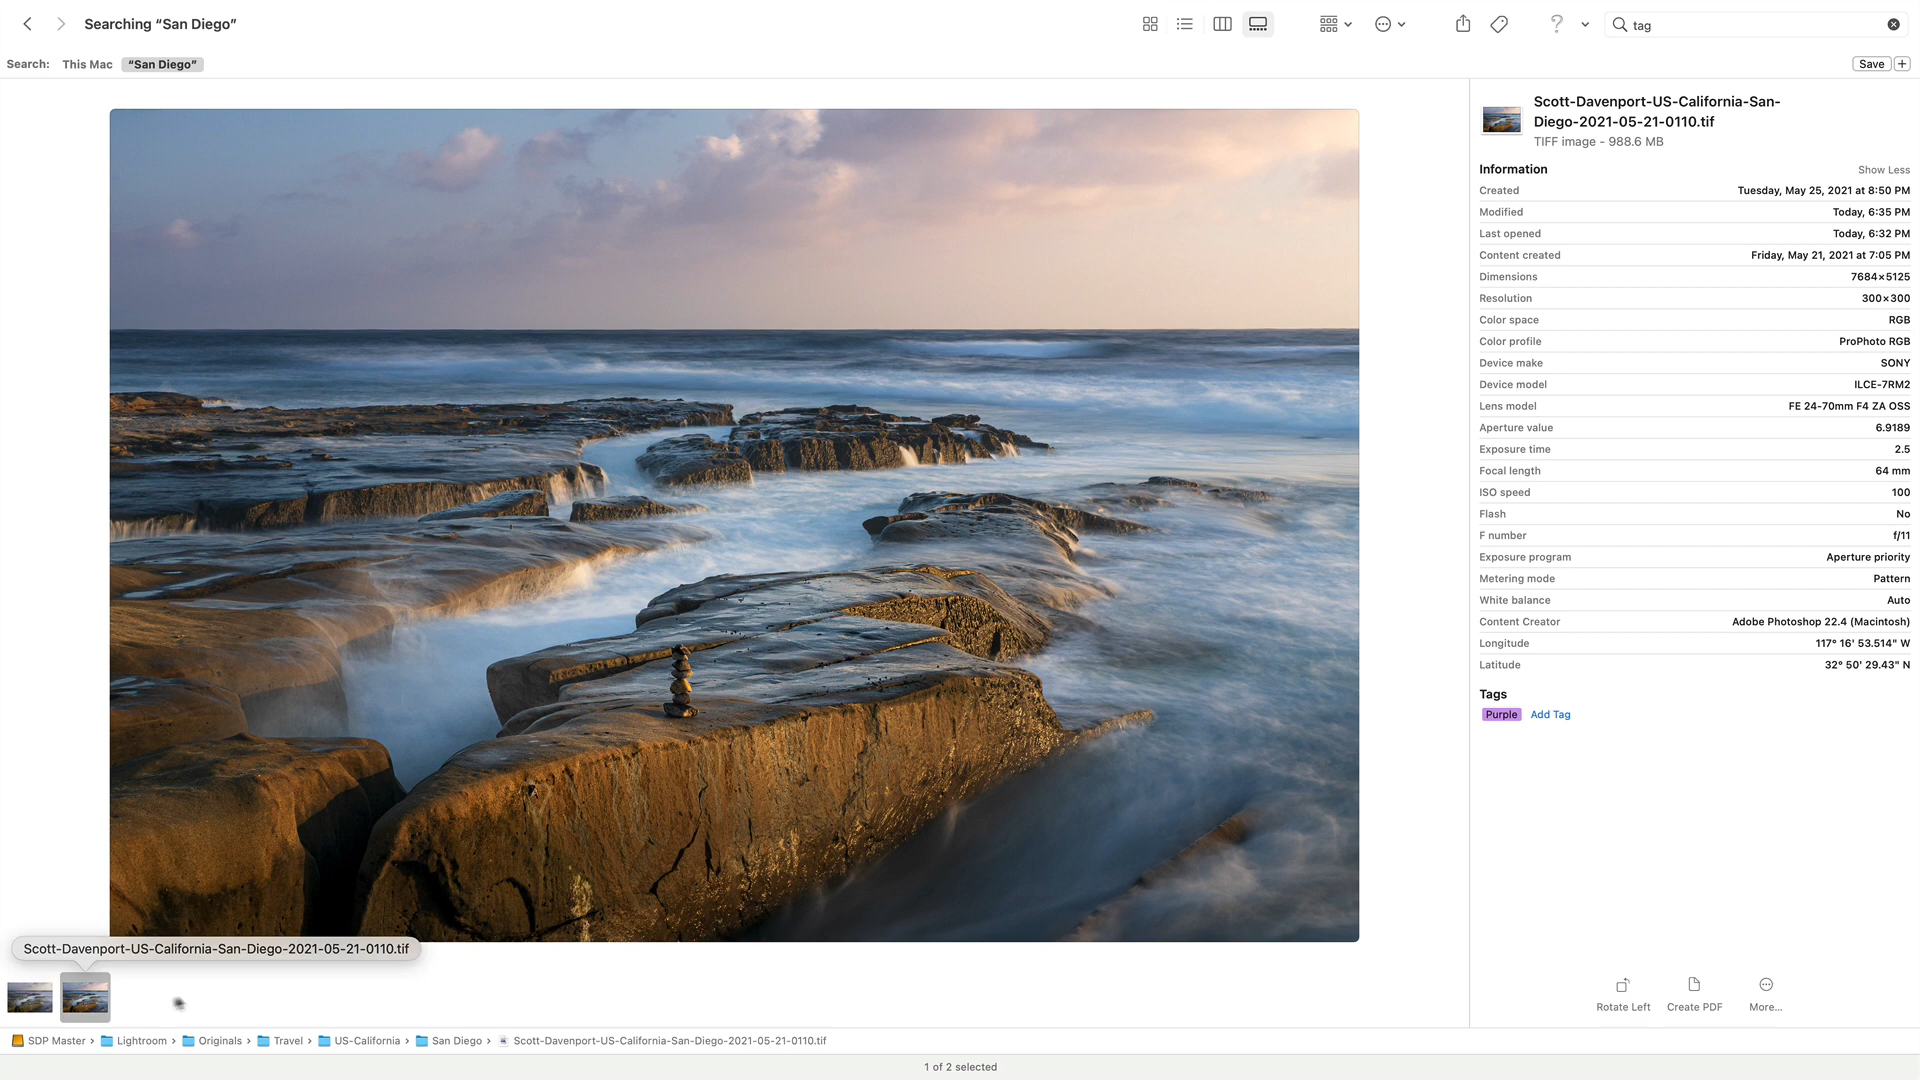 Searching “San Diego”
tag
Search: This Mac “San Diego”
Save
Scott-Davenport-US-California-San-
Diego-2021-05-21-0110.tif
TIFF image - 988.6 MB
Information Show Less
Created Tuesday, May 25, 2021 at 8:50 PM
Modified Today, 6:35 PM
Last opened Today, 6:32 PM
Content created Friday, May 21, 2021 at 7:05 PM
Dimensions 7684×5125
Resolution 300×300
Color space RGB
Color profile ProPhoto RGB
Device make SONY
Device model ILCE-7RM2
Lens model FE 24-70mm F4 ZA OSS
Aperture value 6.9189
Exposure time 2.5
Focal length 64 mm
ISO speed 100
Flash No
F number f/11
Exposure program Aperture priority
Metering mode Pattern
White balance Auto
Content Creator Adobe Photoshop 22.4 (Macintosh)
Longitude 117° 16' 53.514" W
Latitude 32° 50' 29.43" N
Tags
Purple Add Tag
Scott-Davenport-US-California-San-Diego-2021-05-21-0110.tif
Rotate Left Create PDF More...
SDP Master › Lightroom › Originals › Travel › US-California › San Diego › Scott-Davenport-US-California-San-Diego-2021-05-21-0110.tif
1 of 2 selected